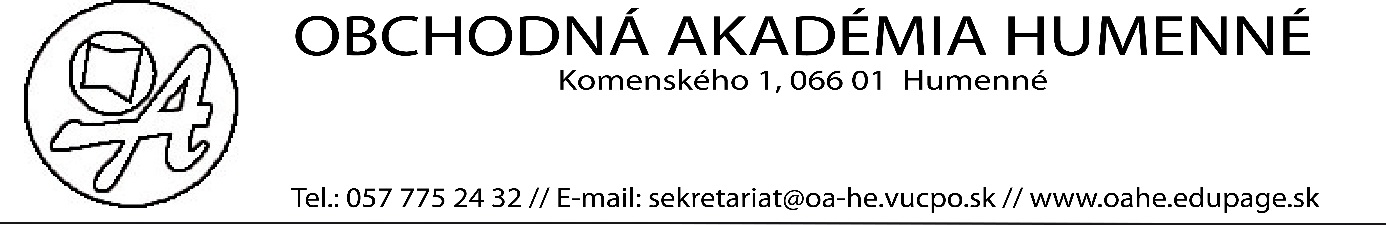 OBCHODNÁ AKADÉMIA HUMENNÉ
Komenského 1, 066 01 Humenné
Tel.: 057 775 24 32 // E-mail: sekretariat@oa-he.vucpo.sk // www.oahe.edupage.sk